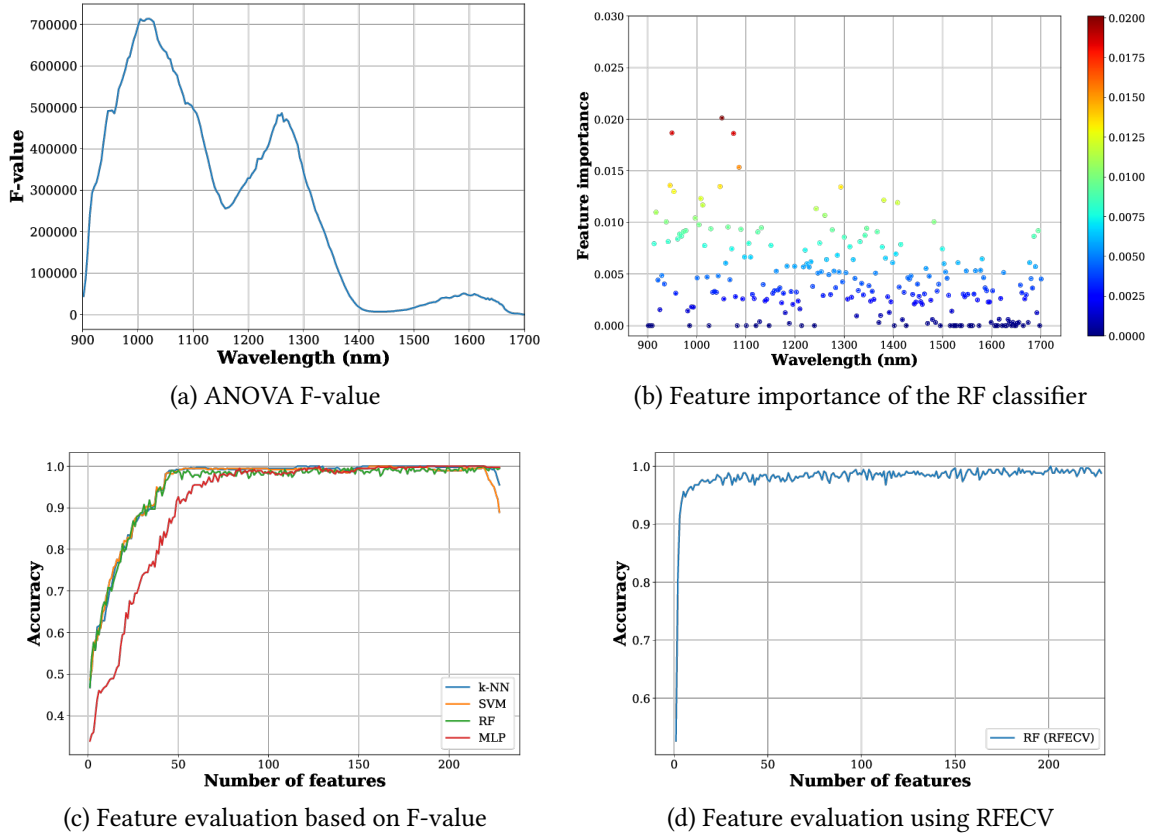 700000
600000
500000
400000
300000
200000
100000
0
F-value
900 1000 1100 1200 1300 1400 1500 1600 1700
Wavelength (nm)
(a) ANOVA F-value
0.030
0.025
0.020
0.015
0.010
0.005
0.000
Feature importance
900 1000 1100 1200 1300 1400 1500 1600 1700
Wavelength (nm)
0.0200
0.0175
0.0150
0.0125
0.0100
0.0075
0.0050
0.0025
0.0000
(b) Feature importance of the RF classifier
1.0
0.9
0.8
0.7
0.6
0.5
0.4
Accuracy
k-NN
SVM
RF
MLP
0 50 100 150 200
Number of features
(c) Feature evaluation based on F-value
1.0
0.9
0.8
0.7
0.6
Accuracy
RF (RFECV)
0 50 100 150 200
Number of features
(d) Feature evaluation using RFECV